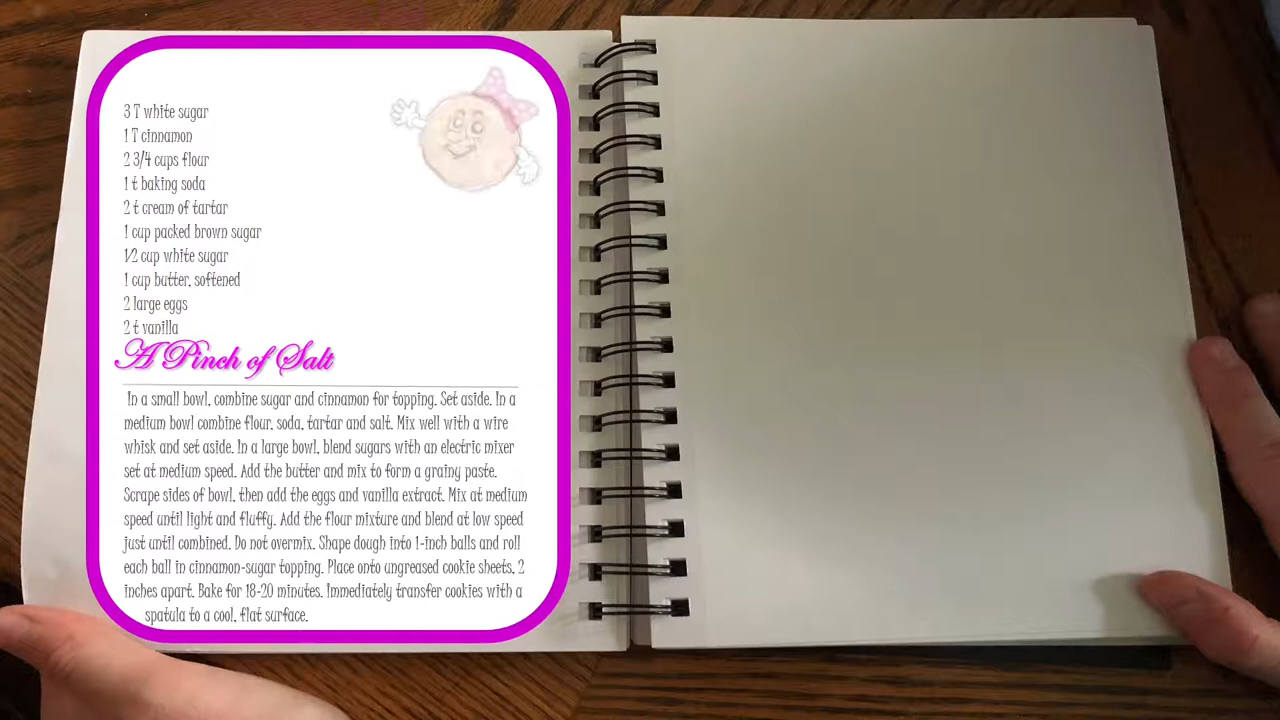 3 T white sugar
1 T cinnamon
2 3/4 cups flour
1 t baking soda
2 t cream of tartar
1 cup packed brown sugar
1/2 cup white sugar
1 cup butter, softened
2 large eggs
2 t vanilla
A Pinch of Salt
In a small bowl, combine sugar and cinnamon for topping. Set aside. In a
medium bowl combine flour, soda, tartar and salt. Mix well with a wire
whisk and set aside. In a large bowl, blend sugars with an electric mixer
set at medium speed. Add the butter and mix to form a grainy paste.
Scrape sides of bowl, then add the eggs and vanilla extract. Mix at medium
speed until light and fluffy. Add the flour mixture and blend at low speed
just until combined. Do not overmix. Shape dough into 1-inch balls and roll
each ball in cinnamon-sugar topping. Place onto ungreased cookie sheets, 2
inches apart. Bake for 18-20 minutes. Immediately transfer cookies with a
spatula to a cool, flat surface.